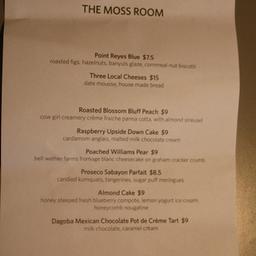 THE MOSS ROOM
Point Reyes Blue $7.5
roasted figs, hazelnuts, banyuls glaze, cornmeal-nut biscotti
Three Local Cheeses $15
date mousse, house made bread
Roasted Blossom Bluff Peach $9
cow girl creamery crème fraiche panna cotta, with almond streusel
Raspberry Upside Down Cake $9
cardamom anglais, malted milk chocolate cream
Poached Williams Pear $9
bell wether farms fromage blanc cheesecake on graham cracker crumb
Prosecco Sabayon Parfait $8.5
candied kumquats, tangerines, sugar puff meringues
Almond Cake $9
honey steeped fresh blueberry compote, lemon yogurt ice cream,
honeycomb nougatine
Dagoba Mexican Chocolate Pot de Crème Tart $9
milk chocolate, caramel cream